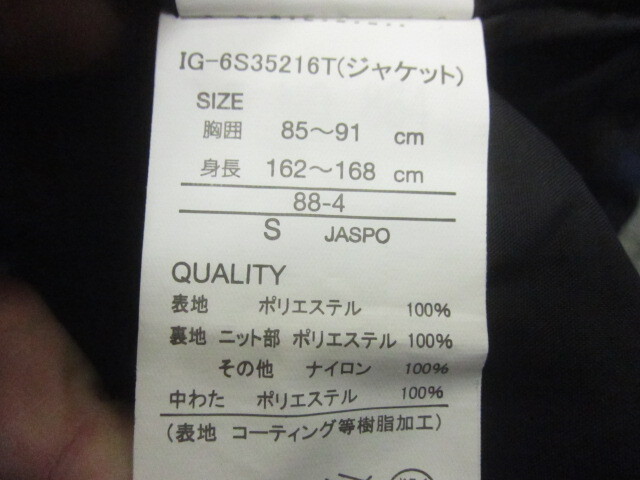 IG-6S35216T(ジャケット)
SIZE
胸囲 85～91 cm
身長 162～168 cm
88-4
S JASPO
QUALITY
表地 ポリエステル 100%
裏地 ニット部 ポリエステル 100%
その他 ナイロン 100%
中わた ポリエステル 100%
(表地 コーティング等樹脂加工)